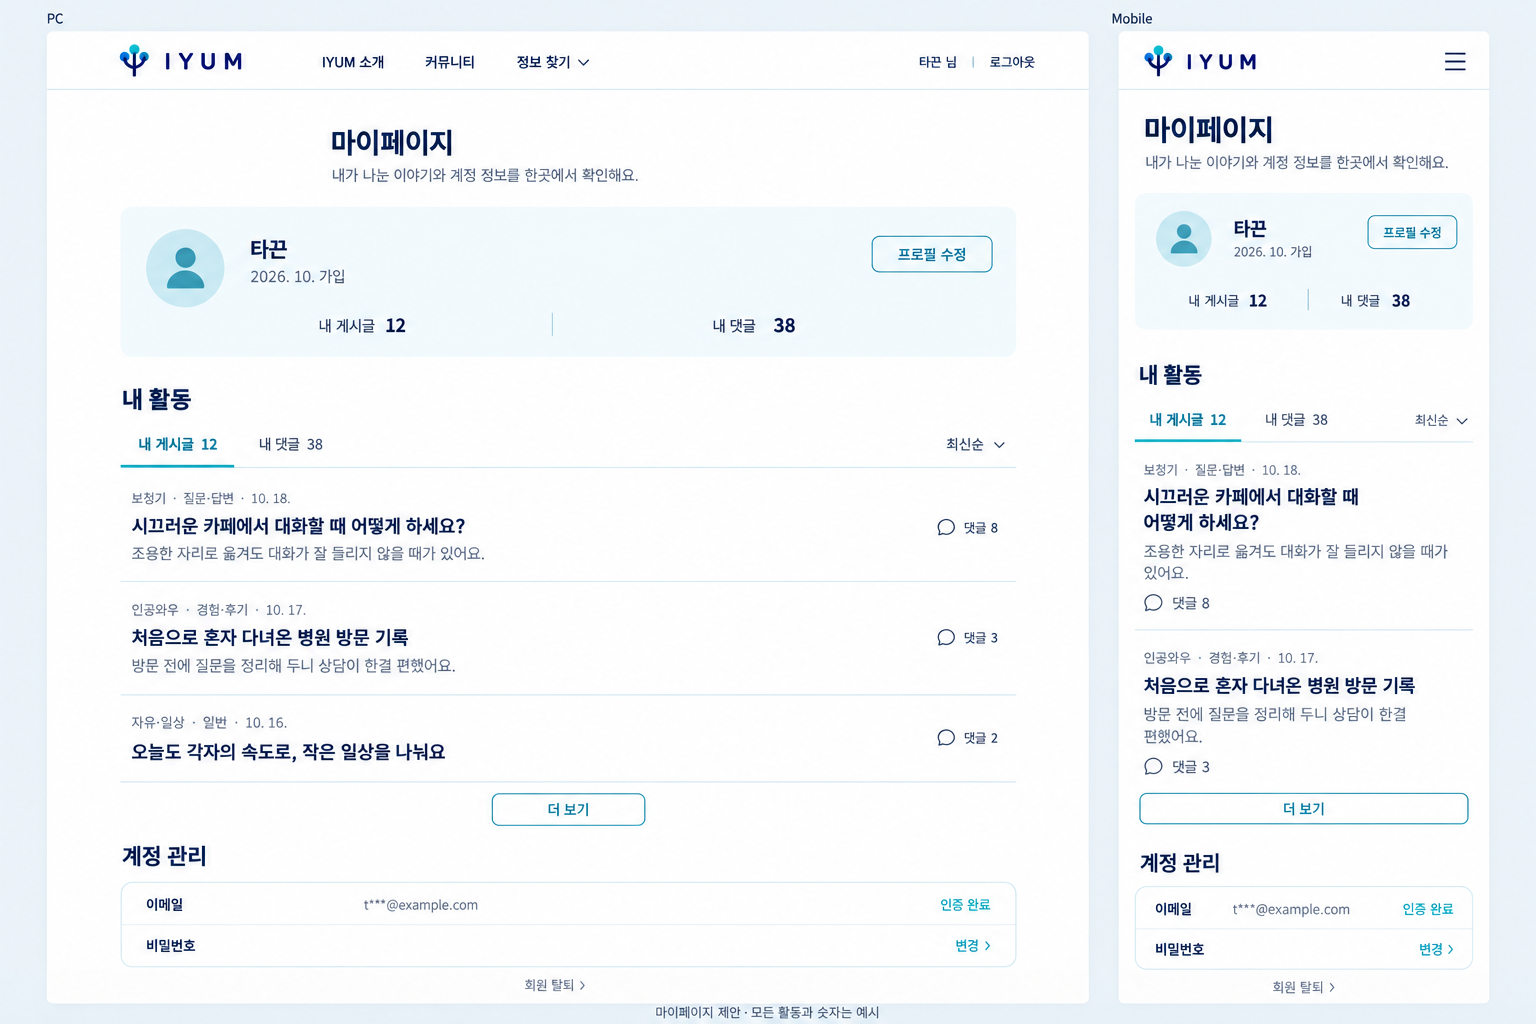 PC
IYUM
IYUM 소개
커뮤니티
정보 찾기
타끈 님
로그아웃
마이페이지
내가 나눈 이야기와 계정 정보를 한곳에서 확인해요.
타끈
2026. 10. 가입
프로필 수정
내 게시글 12
내 댓글 38
내 활동
내 게시글 12
내 댓글 38
최신순
보청기 · 질문·답변 · 10. 18.
시끄러운 카페에서 대화할 때 어떻게 하세요?
조용한 자리로 옮겨도 대화가 잘 들리지 않을 때가 있어요.
댓글 8
인공와우 · 경험·후기 · 10. 17.
처음으로 혼자 다녀온 병원 방문 기록
방문 전에 질문을 정리해 두니 상담이 한결 편했어요.
댓글 3
자유·일상 · 일반 · 10. 16.
오늘도 각자의 속도로, 작은 일상을 나눠요
댓글 2
더 보기
계정 관리
이메일 t***@example.com 인증 완료
비밀번호 변경 >
회원 탈퇴 >
Mobile
IYUM
마이페이지
내가 나눈 이야기와 계정 정보를 한곳에서 확인해요.
타끈
2026. 10. 가입
프로필 수정
내 게시글 12
내 댓글 38
내 활동
내 게시글 12
내 댓글 38
최신순
보청기 · 질문·답변 · 10. 18.
시끄러운 카페에서 대화할 때
어떻게 하세요?
조용한 자리로 옮겨도 대화가 잘 들리지 않을 때가
있어요.
댓글 8
인공와우 · 경험·후기 · 10. 17.
처음으로 혼자 다녀온 병원 방문 기록
방문 전에 질문을 정리해 두니 상담이 한결
편했어요.
댓글 3
더 보기
계정 관리
이메일 t***@example.com 인증 완료
비밀번호 변경 >
회원 탈퇴 >
마이페이지 제안 · 모든 활동과 숫자는 예시